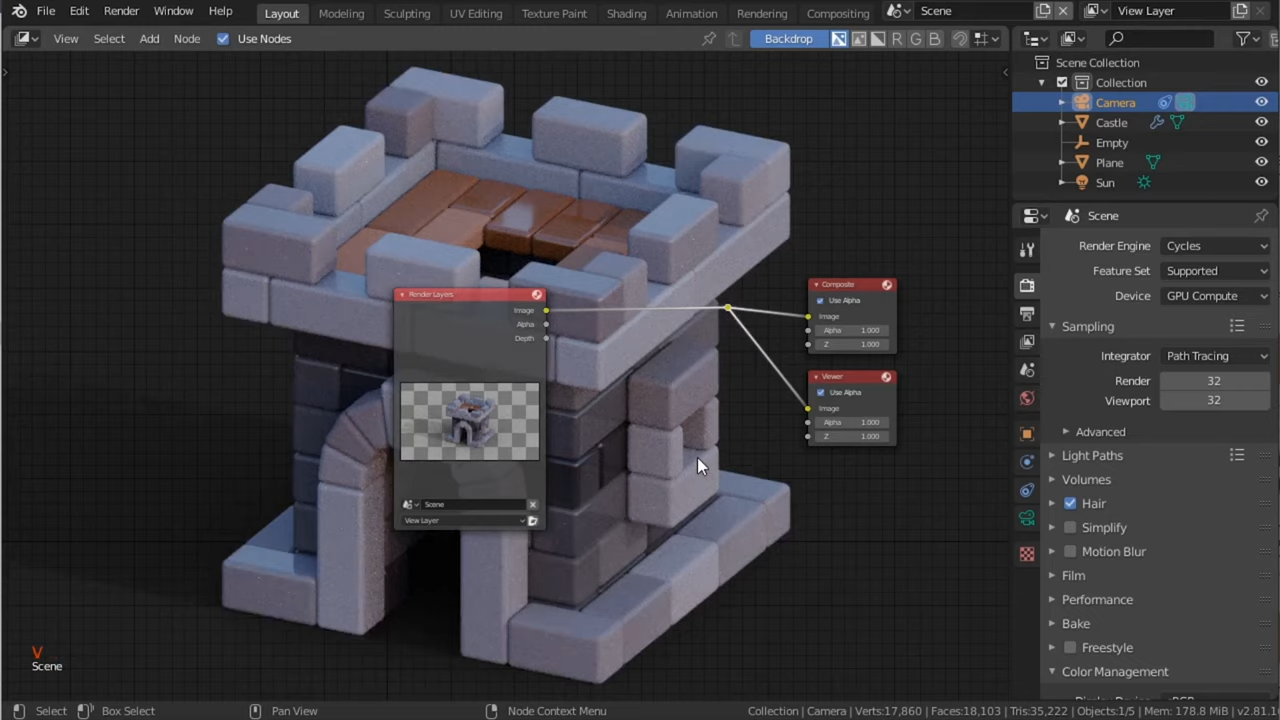 File Edit Render Window Help Layout Modeling Sculpting UV Editing Texture Paint Shading Animation Rendering Compositing Scene View Layer
View Select Add Node Use Nodes Backdrop R G B
Scene Collection
Collection
Camera
Castle
Empty
Plane
Sun
Scene
Render Engine Cycles
Feature Set Supported
Device GPU Compute
Sampling
Integrator Path Tracing
Render 32
Viewport 32
Advanced
Light Paths
Volumes
Hair
Simplify
Motion Blur
Film
Performance
Bake
Freestyle
Color Management
Render Layers
Image
Alpha
Depth
Scene
View Layer
Composite
Use Alpha
Image
Alpha 1.000
Z 1.000
Viewer
Use Alpha
Image
Alpha 1.000
Z 1.000
V
Scene
Select Box Select Pan View Node Context Menu Collection | Camera | Verts:17,860 | Faces:18,103 | Tris:35,222 | Objects:1/5 | Mem: 178.8 MiB | v2.81.16